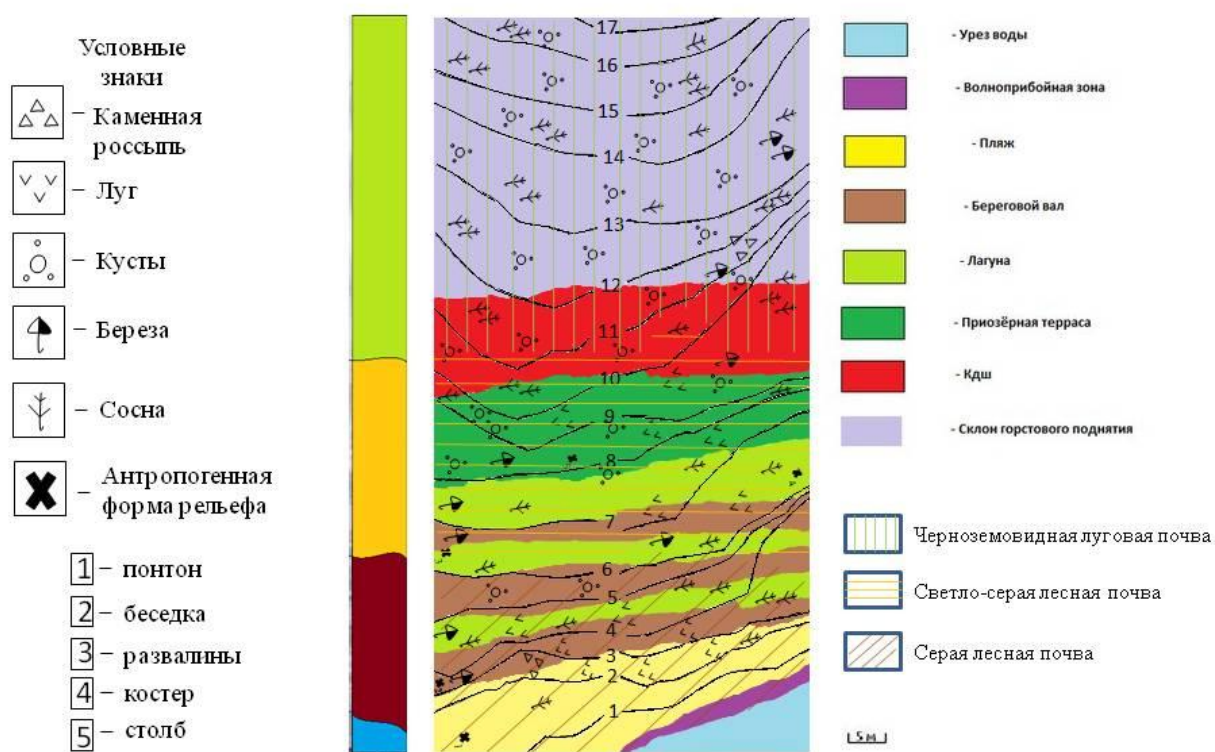 Условные
знаки
– Каменная
россыпь
– Луг
– Кусты
– Береза
– Сосна
– Антропогенная
форма рельефа
1 – понтон
2 – беседка
3 – развалины
4 – костер
5 – столб
17
16
15
14
13
12
11
10
9
8
7
6
5
4
3
2
1
- Урез воды
- Волноприбойная зона
- Пляж
- Береговой вал
- Лагуна
- Приозёрная терраса
- Кдш
- Склон горстового поднятия
Черноземовидная луговая почва
Светло-серая лесная почва
Серая лесная почва
5 м